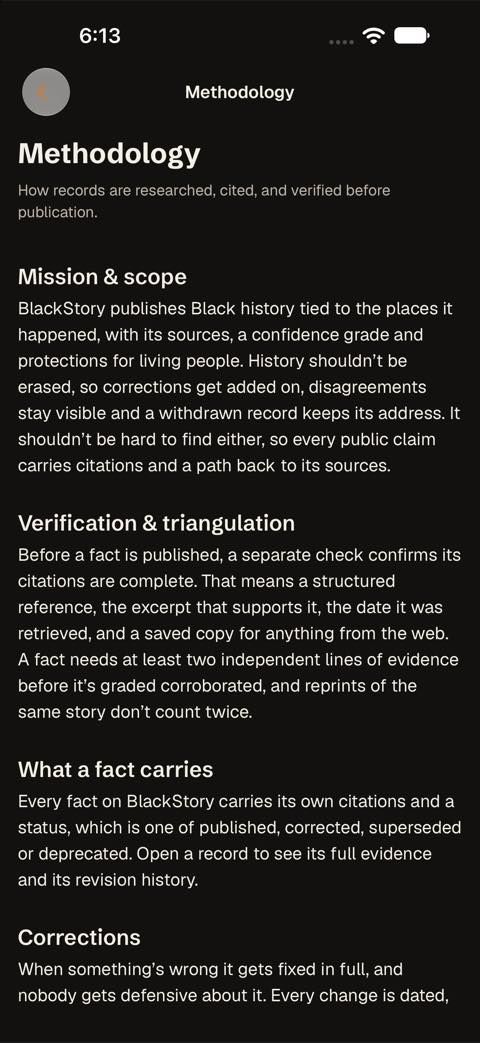 6:13
Methodology
Methodology
How records are researched, cited, and verified before
publication.
Mission & scope
BlackStory publishes Black history tied to the places it
happened, with its sources, a confidence grade and
protections for living people. History shouldn’t be
erased, so corrections get added on, disagreements
stay visible and a withdrawn record keeps its address. It
shouldn’t be hard to find either, so every public claim
carries citations and a path back to its sources.
Verification & triangulation
Before a fact is published, a separate check confirms its
citations are complete. That means a structured
reference, the excerpt that supports it, the date it was
retrieved, and a saved copy for anything from the web.
A fact needs at least two independent lines of evidence
before it’s graded corroborated, and reprints of the
same story don’t count twice.
What a fact carries
Every fact on BlackStory carries its own citations and a
status, which is one of published, corrected, superseded
or deprecated. Open a record to see its full evidence
and its revision history.
Corrections
When something’s wrong it gets fixed in full, and
nobody gets defensive about it. Every change is dated,